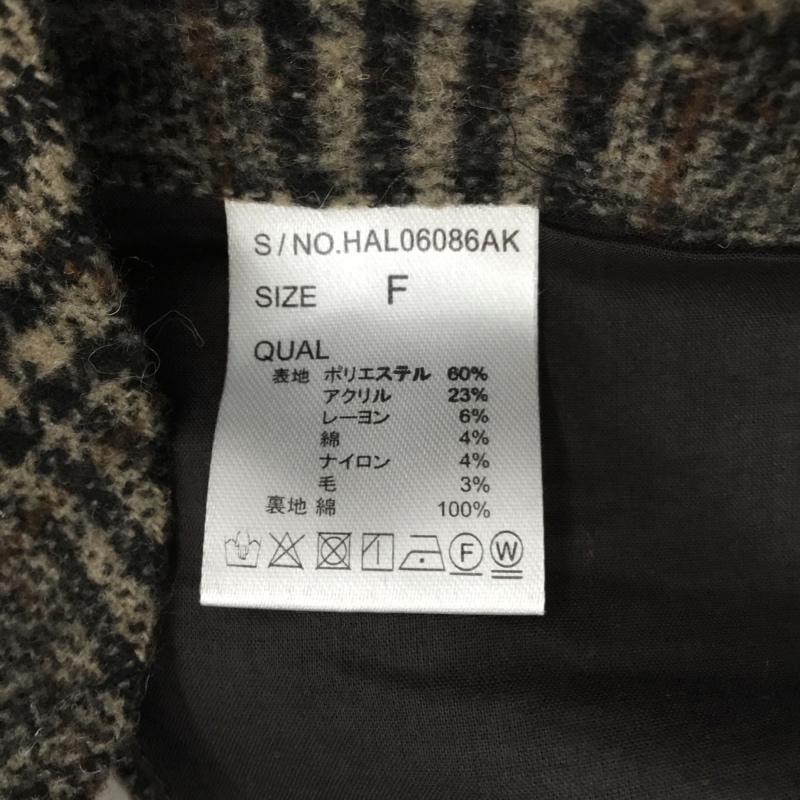 S/NO.HAL06086AK
SIZE F
QUAL
表地 ポリエステル 60%
アクリル 23%
レーヨン 6%
綿 4%
ナイロン 4%
毛 3%
裏地 綿 100%
F W